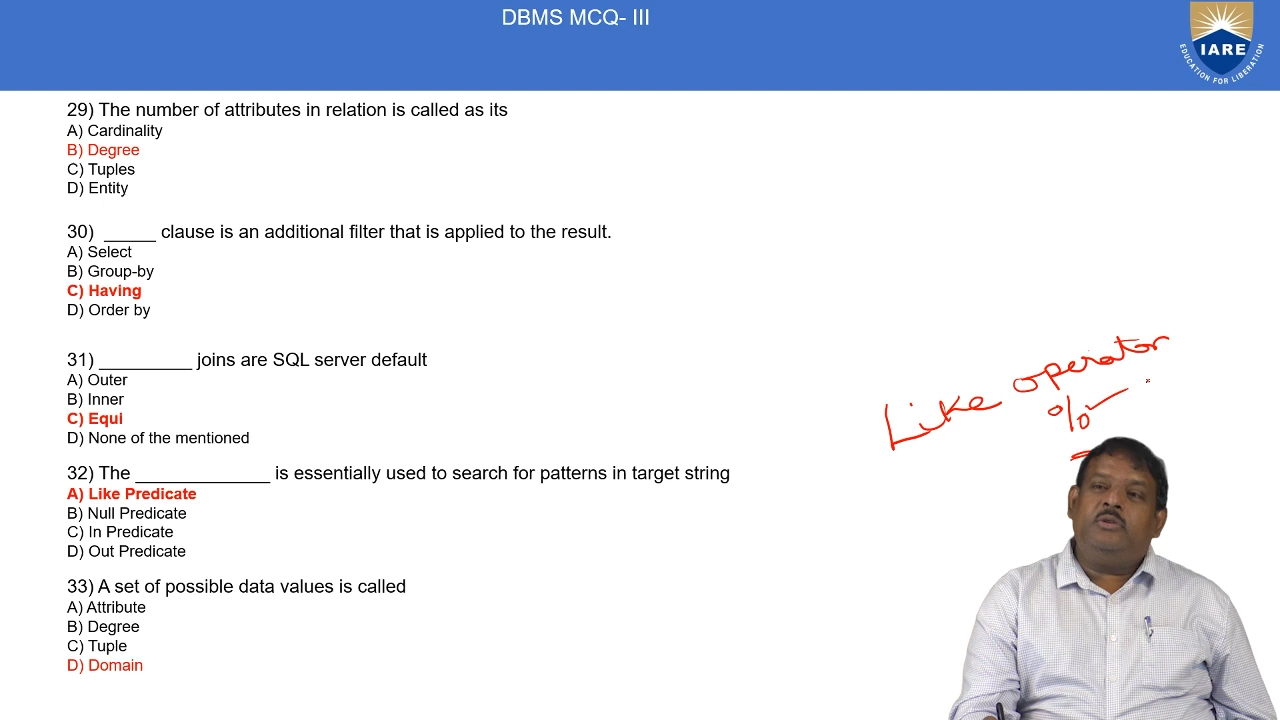 DBMS MCQ- III
IARE
EDUCATION FOR LIBERATION
29) The number of attributes in relation is called as its
A) Cardinality
B) Degree
C) Tuples
D) Entity
30) _____ clause is an additional filter that is applied to the result.
A) Select
B) Group-by
C) Having
D) Order by
31) _________ joins are SQL server default
A) Outer
B) Inner
C) Equi
D) None of the mentioned
Like operator
%
32) The _____________ is essentially used to search for patterns in target string
A) Like Predicate
B) Null Predicate
C) In Predicate
D) Out Predicate
33) A set of possible data values is called
A) Attribute
B) Degree
C) Tuple
D) Domain